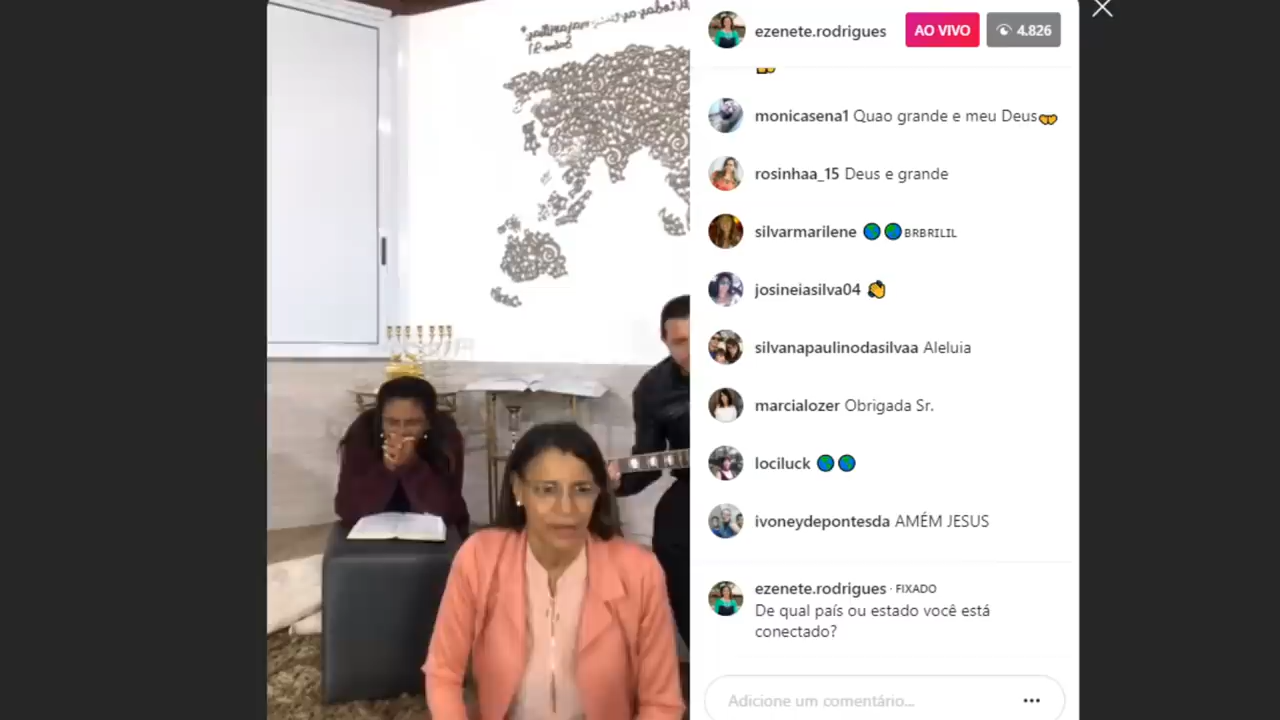 ezenete.rodrigues AO VIVO 4.826
monicasena1 Quao grande e meu Deus
rosinhaa_15 Deus e grande
silvarmarilene BRBRILIL
josineiasilva04
silvanapaulinodasilvaa Aleluia
marcialozer Obrigada Sr.
lociluck
ivoneydepontesda AMÉM JESUS
ezenete.rodrigues · FIXADO
De qual país ou estado você está
conectado?
Adicione um comentário...